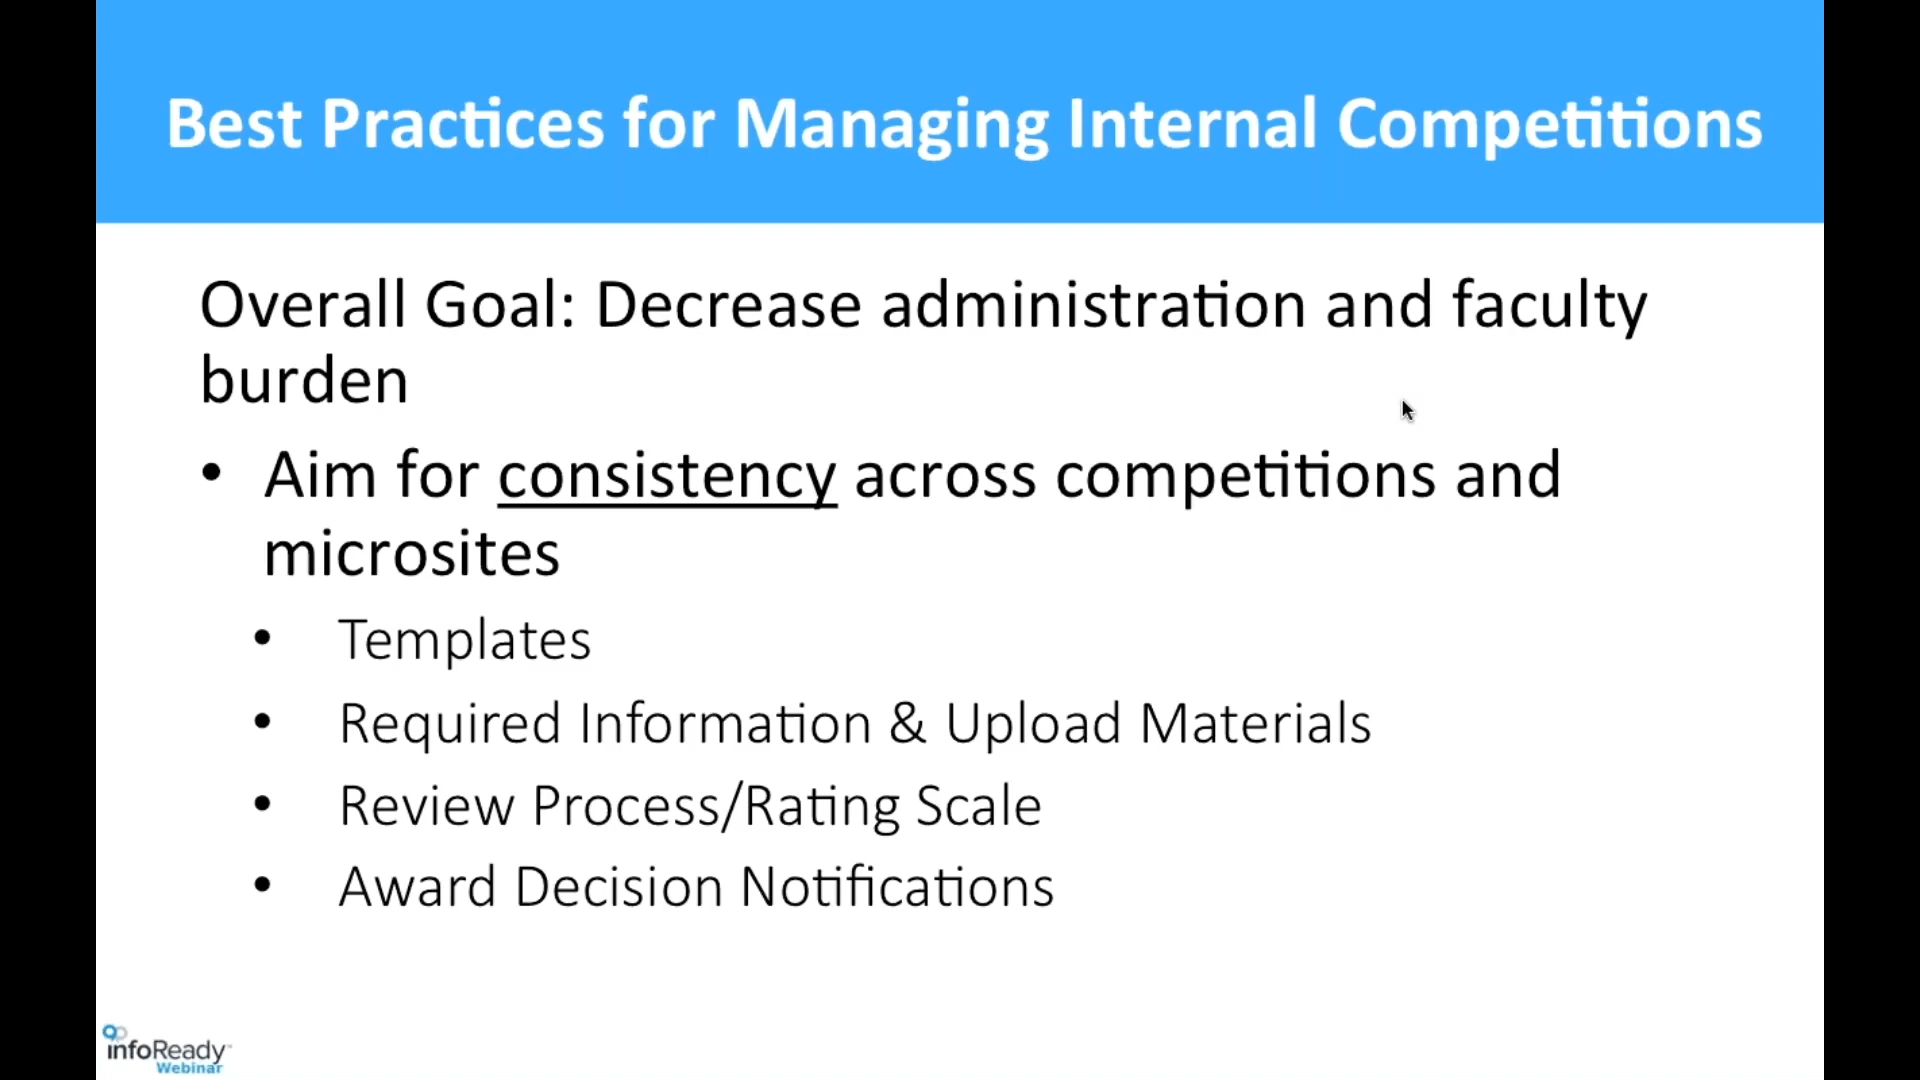 Best Practices for Managing Internal Competitions
Overall Goal: Decrease administration and faculty
burden
• Aim for consistency across competitions and
microsites
• Templates
• Required Information & Upload Materials
• Review Process/Rating Scale
• Award Decision Notifications
infoReady™
Webinar